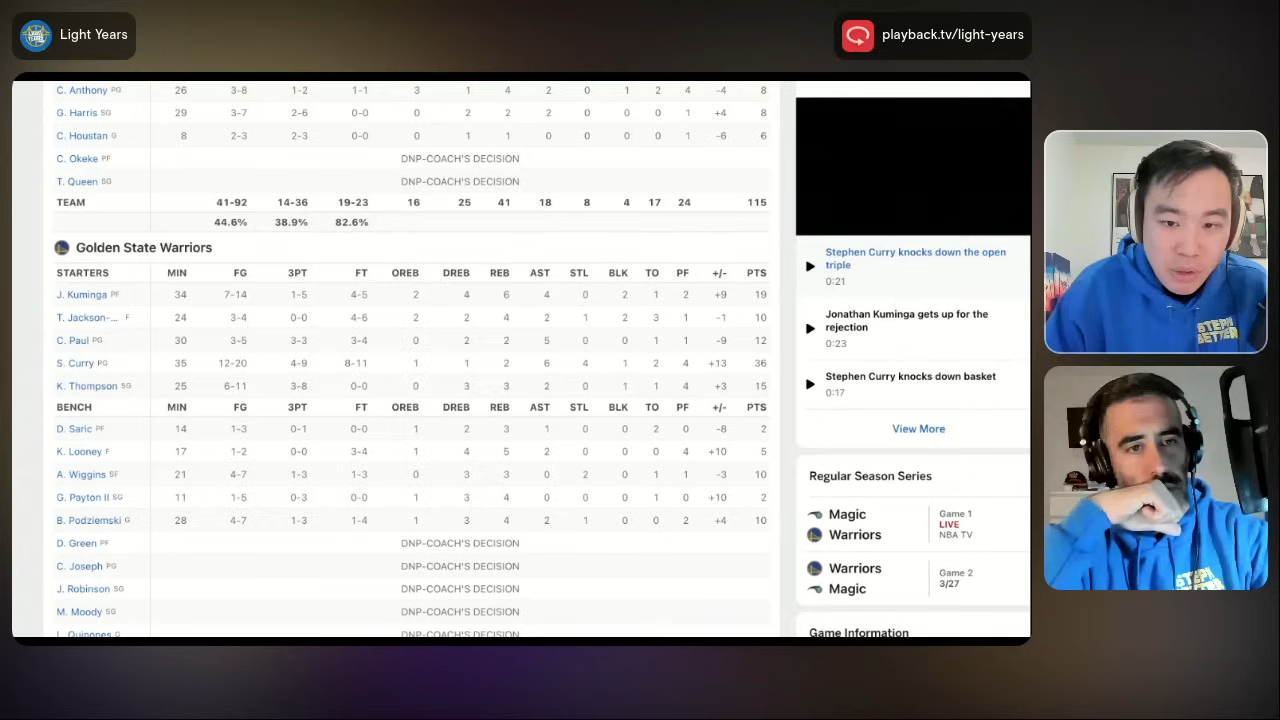 Light Years
playback.tv/light-years
C. Anthony PG 26 3-8 1-2 1-1 3 1 4 2 0 1 2 4 -4 8
G. Harris SG 29 3-7 2-6 0-0 0 2 2 2 0 0 0 1 +4 8
C. Houstan G 8 2-3 2-3 0-0 0 1 1 0 0 0 0 1 -6 6
C. Okeke PF DNP-COACH'S DECISION
T. Queen SG DNP-COACH'S DECISION
TEAM 41-92 14-36 19-23 16 25 41 18 8 4 17 24 115
44.6% 38.9% 82.6%
Golden State Warriors
STARTERS MIN FG 3PT FT OREB DREB REB AST STL BLK TO PF +/- PTS
J. Kuminga PF 34 7-14 1-5 4-5 2 4 6 4 0 2 1 2 +9 19
T. Jackson-... F 24 3-4 0-0 4-6 2 2 4 2 1 2 3 1 -1 10
C. Paul PG 30 3-5 3-3 3-4 0 2 2 5 0 0 1 1 -9 12
S. Curry PG 35 12-20 4-9 8-11 1 1 2 6 4 1 2 4 +13 36
K. Thompson SG 25 6-11 3-8 0-0 0 3 3 2 0 1 1 4 +3 15
BENCH MIN FG 3PT FT OREB DREB REB AST STL BLK TO PF +/- PTS
D. Saric PF 14 1-3 0-1 0-0 1 2 3 1 0 0 2 0 -8 2
K. Looney F 17 1-2 0-0 3-4 1 4 5 2 0 0 0 4 +10 5
A. Wiggins SF 21 4-7 1-3 1-3 0 3 3 0 2 0 1 1 -3 10
G. Payton II SG 11 1-5 0-3 0-0 1 3 4 0 0 0 1 0 +10 2
B. Podziemski G 28 4-7 1-3 1-4 1 3 4 2 1 0 0 2 +4 10
D. Green PF DNP-COACH'S DECISION
C. Joseph PG DNP-COACH'S DECISION
J. Robinson SG DNP-COACH'S DECISION
M. Moody SG DNP-COACH'S DECISION
L. Quinones G DNP-COACH'S DECISION
Stephen Curry knocks down the open
triple
0:21
Jonathan Kuminga gets up for the
rejection
0:23
Stephen Curry knocks down basket
0:17
View More
Regular Season Series
Magic
Warriors
Game 1
LIVE
NBA TV
Warriors
Magic
Game 2
3/27
Game Information
STEPH
BETTER
STEPH